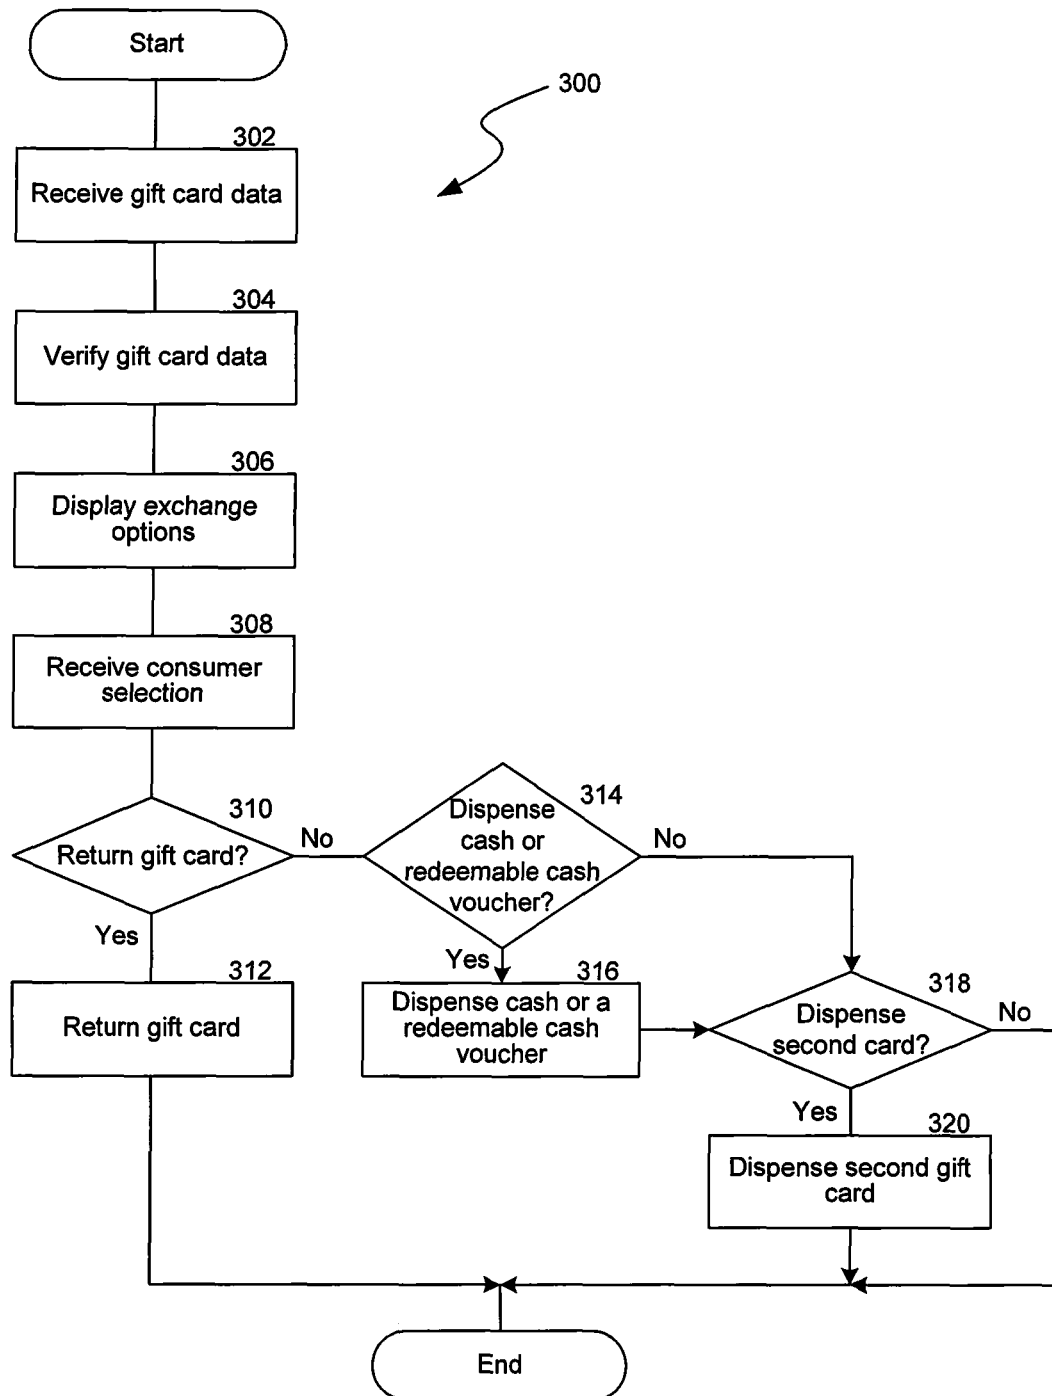 Start
300
302
Receive gift card data
304
Verify gift card data
306
Display exchange
options
308
Receive consumer
selection
310
Return gift card?
No
Yes
314
Dispense
cash or
redeemable cash
voucher?
No
Yes
312
Return gift card
316
Dispense cash or a
redeemable cash
voucher
318
Dispense
second card?
No
Yes
320
Dispense second gift
card
End